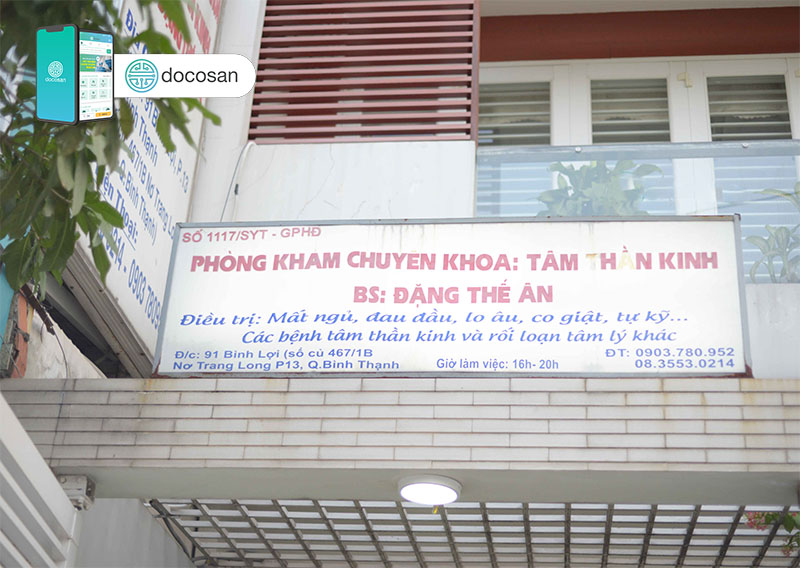 docosan
docosan
SỐ 1117/SYT - GPHĐ
PHÒNG KHAM CHUYÊN KHOA: TÂM THẦN KINH
BS: ĐẶNG THẾ ÂN
Điều trị: Mất ngủ, đau đầu, lo âu, co giật, tự kỷ...
Các bệnh tâm thần kinh và rối loạn tâm lý khác
Đ/c: 91 Bình Lợi (số củ 467/1B
Nơ Trang Long P13, Q.Bình Thạnh
Giờ làm việc: 16h- 20h
ĐT: 0903.780.952
08.3553.0214